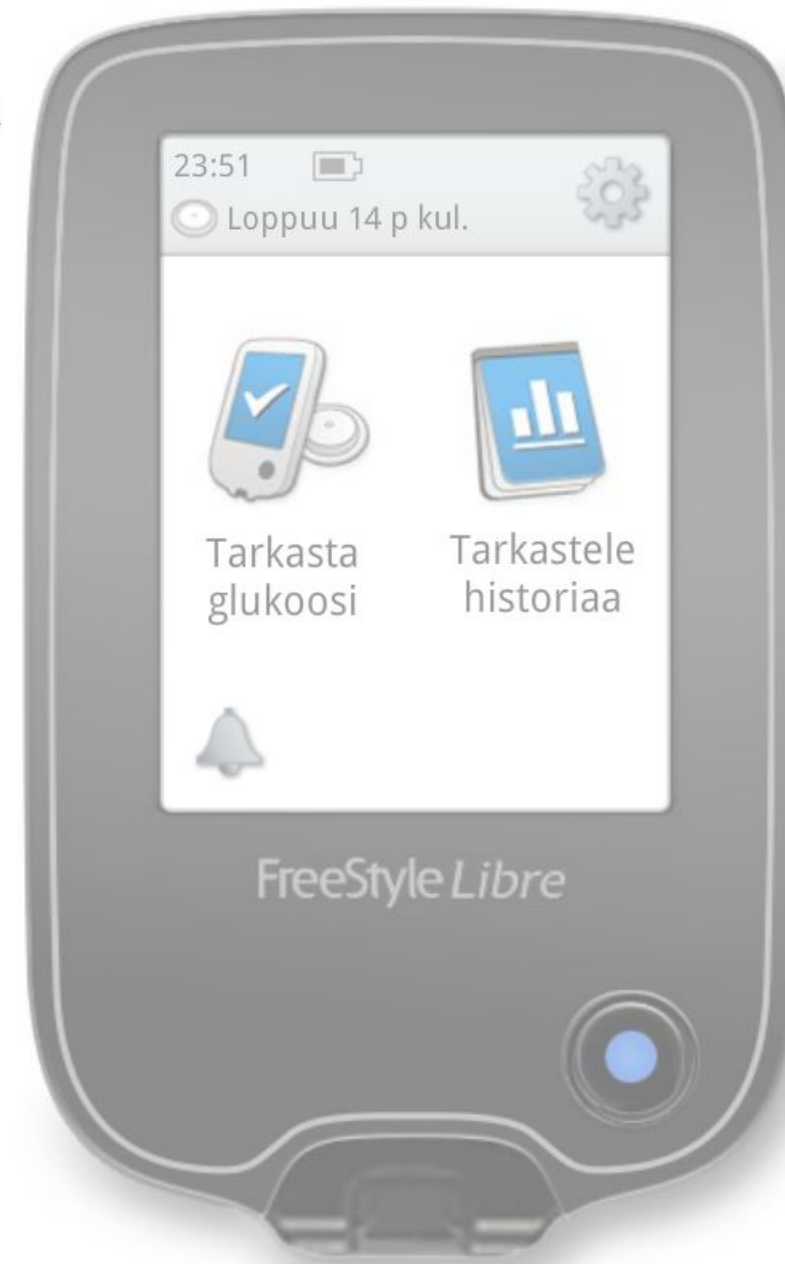 23:51
Loppuu 14 p kul.
Tarkasta
glukoosi
Tarkastele
historiaa
FreeStyle Libre